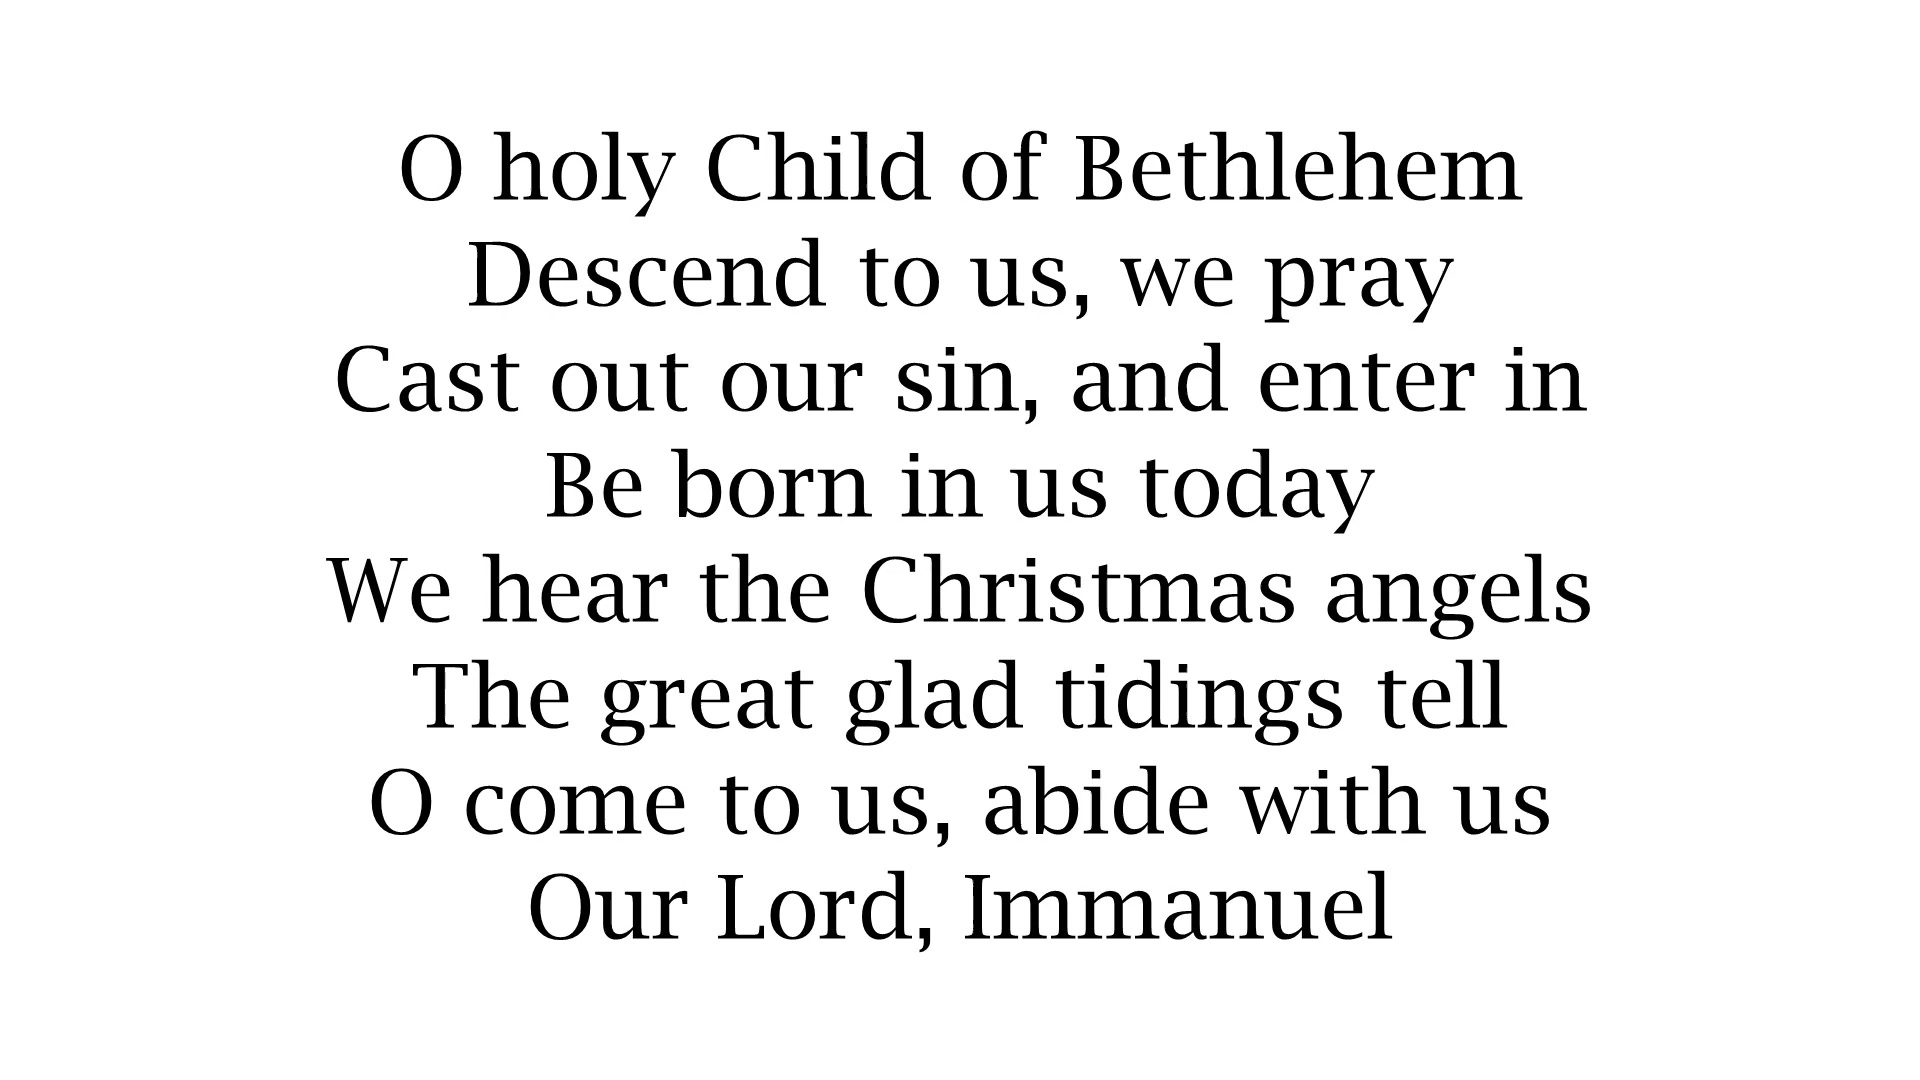 O holy Child of Bethlehem
Descend to us, we pray
Cast out our sin, and enter in
Be born in us today
We hear the Christmas angels
The great glad tidings tell
O come to us, abide with us
Our Lord, Immanuel